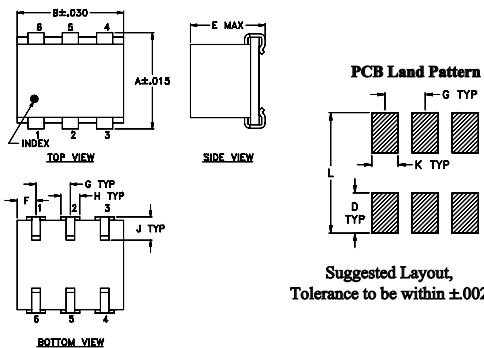 B±.030
6 5 4
A±.015
INDEX
1 2 3
TOP VIEW
E MAX
SIDE VIEW
PCB Land Pattern
G TYP
K TYP
L
D
TYP
Suggested Layout,
Tolerance to be within ±.002
F
G TYP
H TYP
1 2 3
J TYP
6 5 4
BOTTOM VIEW